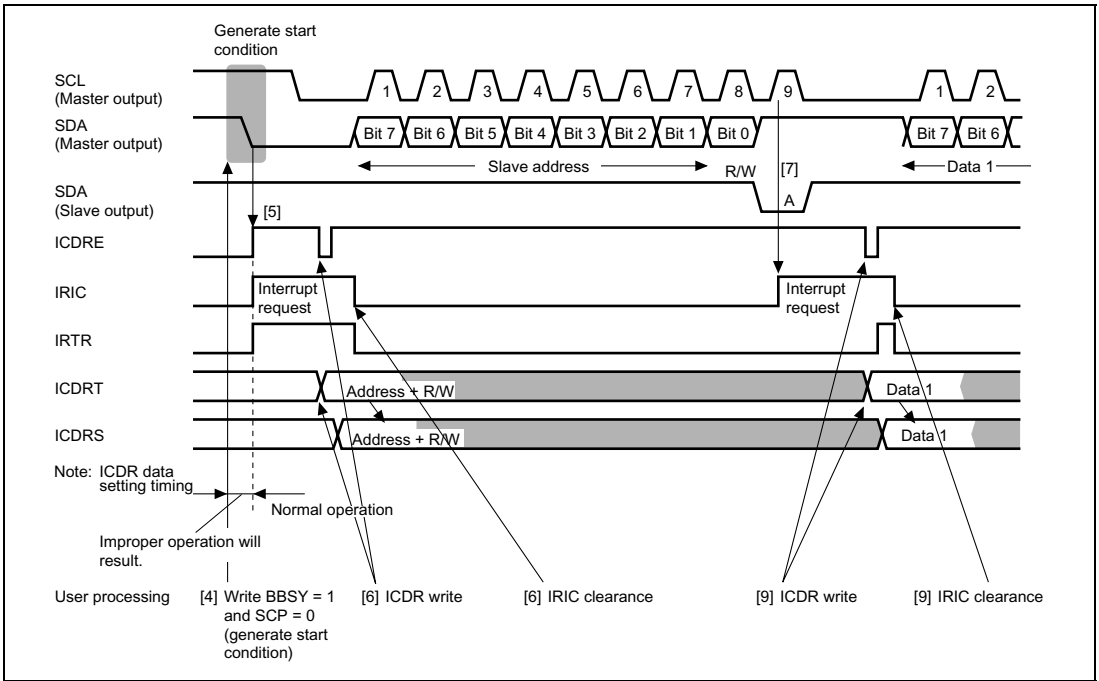 Generate start
condition
SCL
(Master output)
1 2 3 4 5 6 7 8 9 1 2
SDA
(Master output)
Bit 7 Bit 6 Bit 5 Bit 4 Bit 3 Bit 2 Bit 1 Bit 0 Bit 7 Bit 6
Slave address R/W [7] Data 1
SDA
(Slave output)
A
[5]
ICDRE
IRIC
Interrupt
request
Interrupt
request
IRTR
ICDRT
Address + R/W Data 1
ICDRS
Address + R/W Data 1
Note: ICDR data
setting timing
Normal operation
Improper operation will
result.
User processing [4] Write BBSY = 1
and SCP = 0
(generate start
condition)
[6] ICDR write [6] IRIC clearance [9] ICDR write [9] IRIC clearance